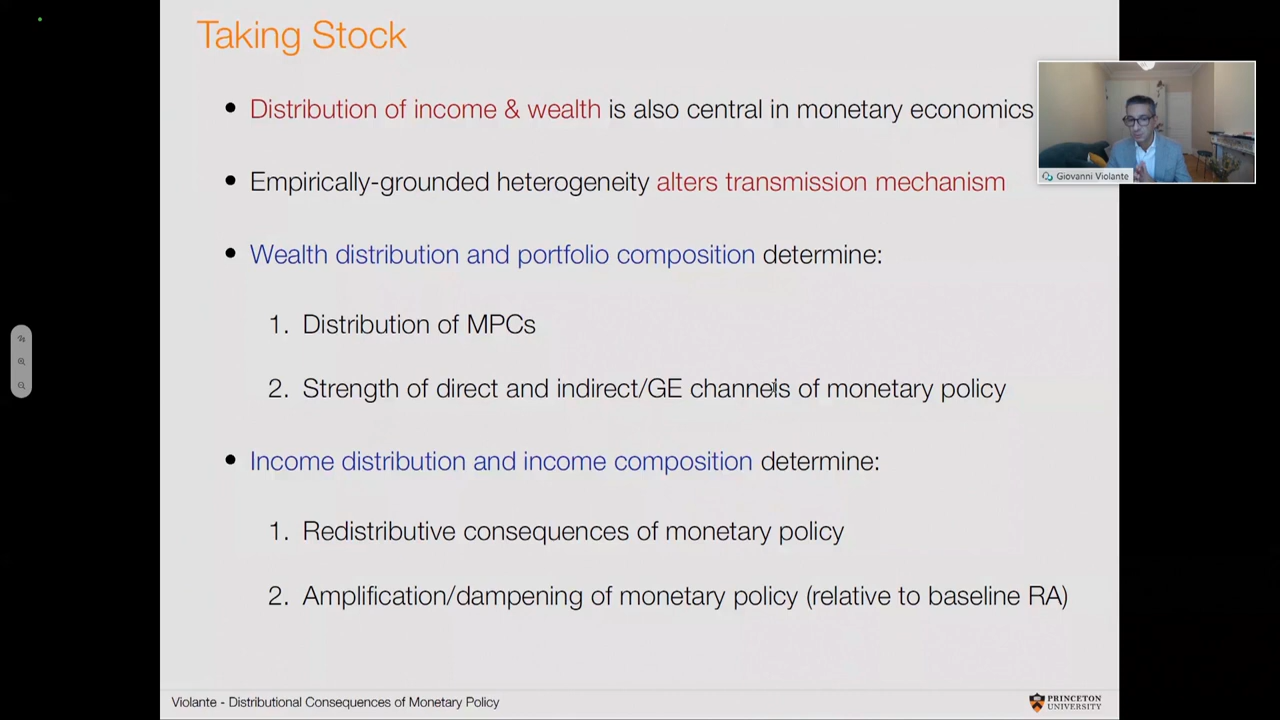 Taking Stock
• Distribution of income & wealth is also central in monetary economics
• Empirically-grounded heterogeneity alters transmission mechanism
• Wealth distribution and portfolio composition determine:
1. Distribution of MPCs
2. Strength of direct and indirect/GE channels of monetary policy
• Income distribution and income composition determine:
1. Redistributive consequences of monetary policy
2. Amplification/dampening of monetary policy (relative to baseline RA)
Giovanni Violante
Violante - Distributional Consequences of Monetary Policy
PRINCETON
UNIVERSITY